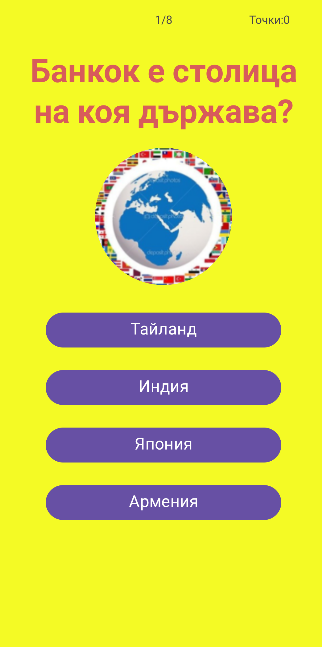 1/8
Точки:0
Банкок е столица
на коя държава?
Тайланд
Индия
Япония
Армения